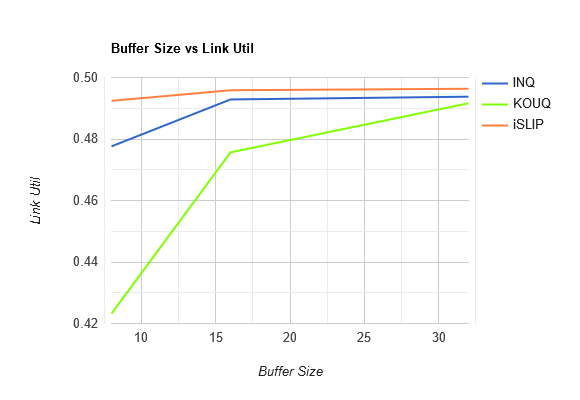 Buffer Size vs Link Util
0.50
0.48
0.46
0.44
0.42
Link Util
10 15 20 25 30
Buffer Size
INQ
KOUQ
iSLIP